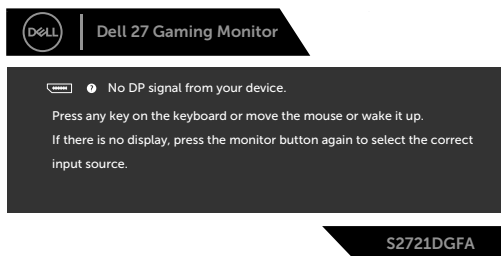 DELL
Dell 27 Gaming Monitor
? No DP signal from your device.
Press any key on the keyboard or move the mouse or wake it up.
If there is no display, press the monitor button again to select the correct
input source.
S2721DGFA